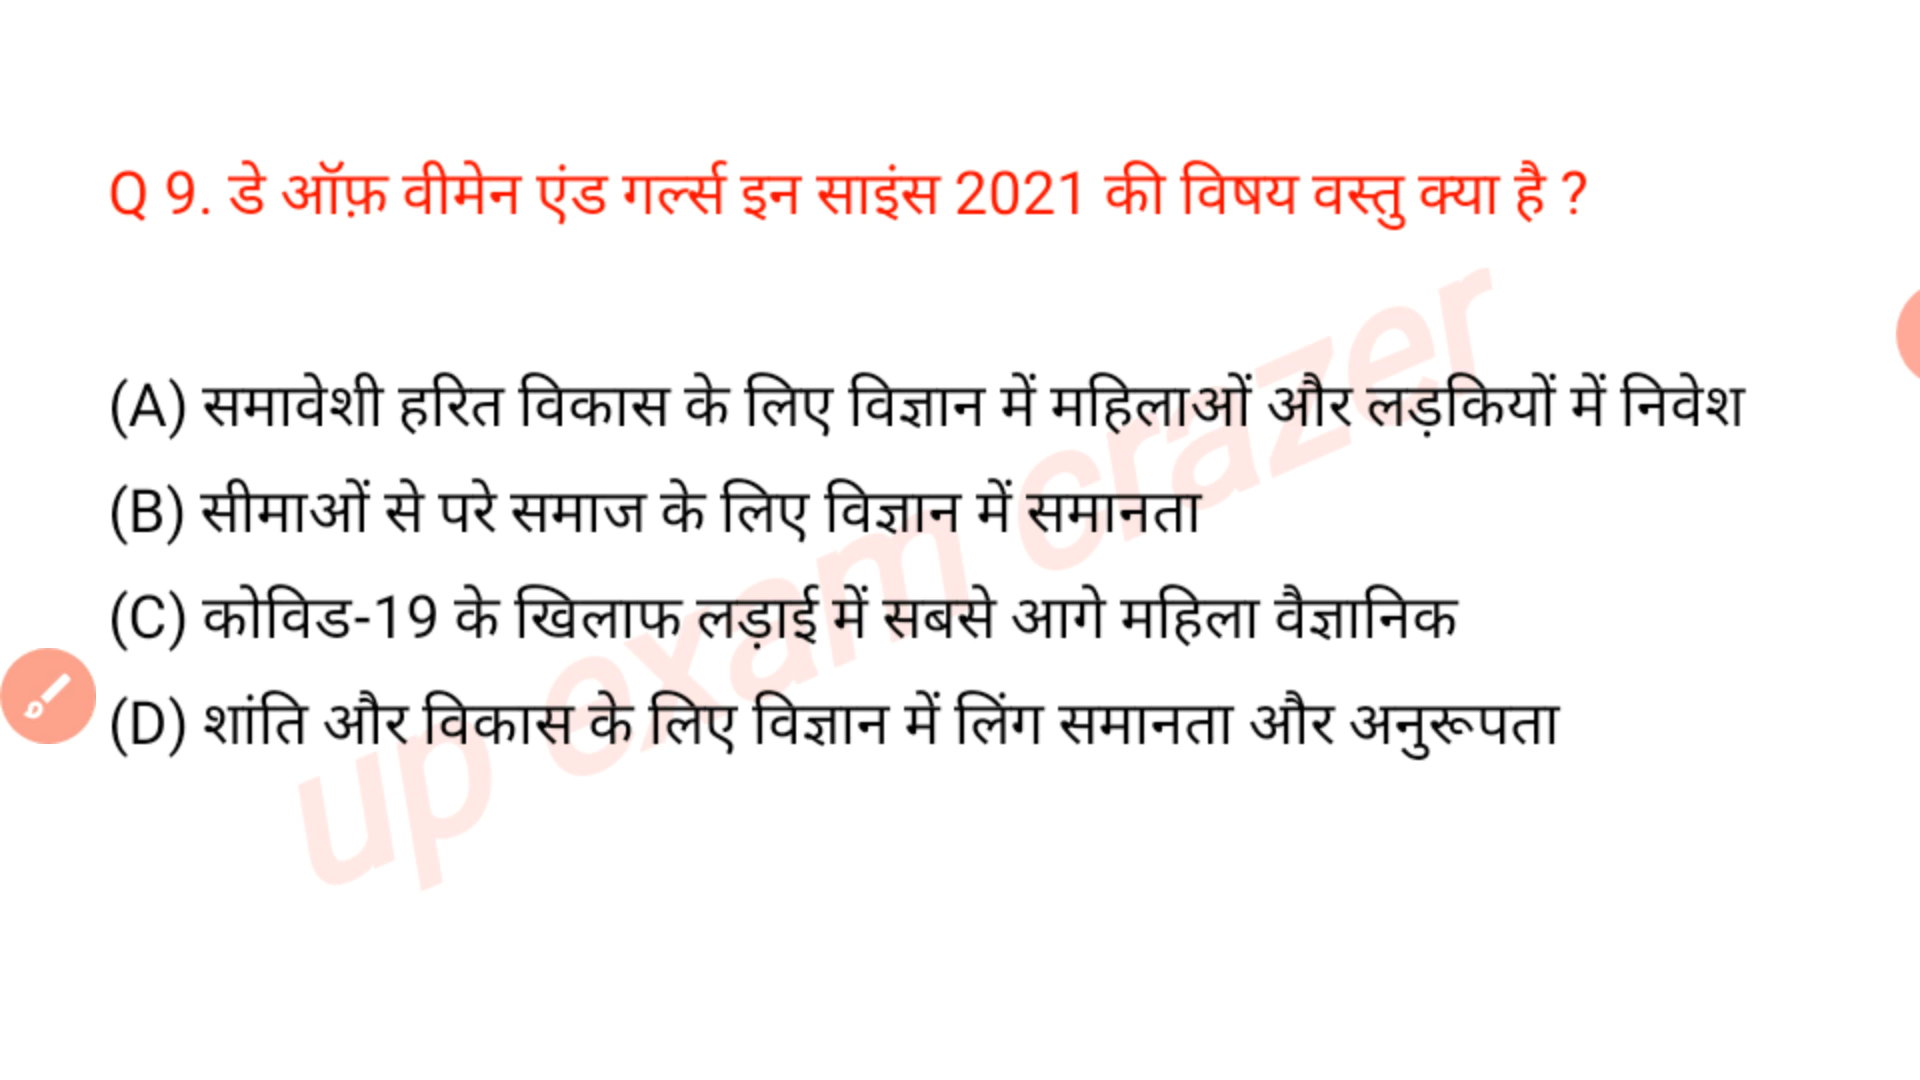 Q 9. डे ऑफ़ वीमेन एंड गर्ल्स इन साइंस 2021 की विषय वस्तु क्या है ?
(A) समावेशी हरित विकास के लिए विज्ञान में महिलाओं और लड़कियों में निवेश
(B) सीमाओं से परे समाज के लिए विज्ञान में समानता
(C) कोविड-19 के खिलाफ लड़ाई में सबसे आगे महिला वैज्ञानिक
(D) शांति और विकास के लिए विज्ञान में लिंग समानता और अनुरूपता
up exam crazer